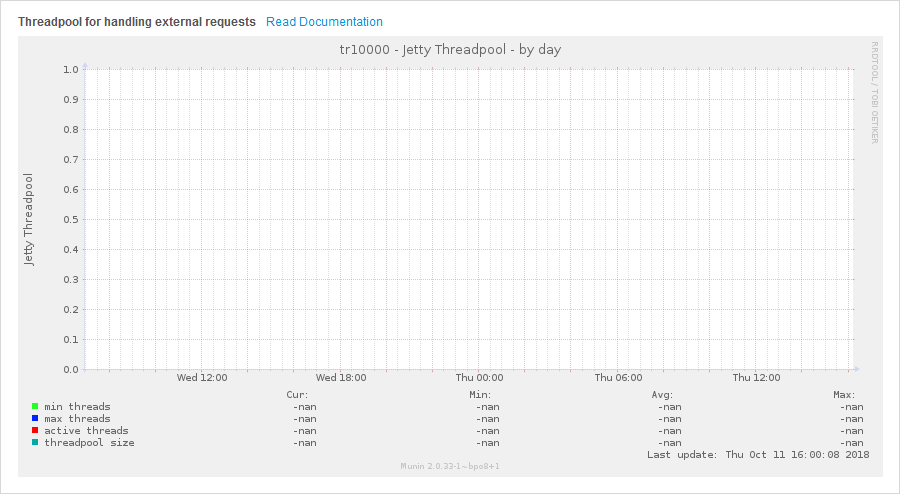 Threadpool for handling external requests Read Documentation
tr10000 - Jetty Threadpool - by day
RRDTOOL / TOBI OETIKER
Jetty Threadpool
1.0
0.9
0.8
0.7
0.6
0.5
0.4
0.3
0.2
0.1
0.0
Wed 12:00 Wed 18:00 Thu 00:00 Thu 06:00 Thu 12:00
Cur: Min: Avg: Max:
min threads -nan -nan -nan -nan
max threads -nan -nan -nan -nan
active threads -nan -nan -nan -nan
threadpool size -nan -nan -nan -nan
Last update: Thu Oct 11 16:00:08 2018
Munin 2.0.33-1~bpo8+1